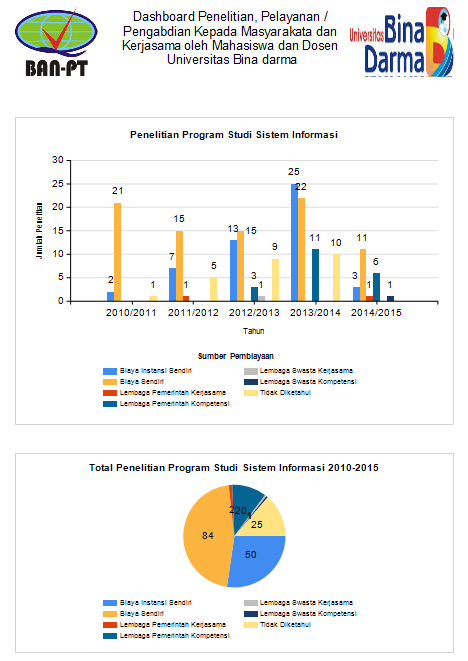 Dashboard Penelitian, Pelayanan /
Pengabdian Kepada Masyarakata dan
Kerjasama oleh Mahasiswa dan Dosen
Universitas Bina darma
BAN-PT
Universitas
Bina
Darma
Penelitian Program Studi Sistem Informasi
Jumlah Penelitian
30
25
20
15
10
5
0
2
21
1
7
15
1
5
13
15
3
1
9
25
22
11
10
3
11
1
6
1
2010/2011 2011/2012 2012/2013 2013/2014 2014/2015
Tahun
Sumber Pembiayaan
Biaya Instansi Sendiri
Biaya Sendiri
Lembaga Pemerintah Kerjasama
Lembaga Pemerintah Kompetensi
Lembaga Swasta Kerjasama
Lembaga Swasta Kompetensi
Tidak Diketahui
Total Penelitian Program Studi Sistem Informasi 2010-2015
2
20
1
25
84
50
Biaya Instansi Sendiri
Biaya Sendiri
Lembaga Pemerintah Kerjasama
Lembaga Pemerintah Kompetensi
Lembaga Swasta Kerjasama
Lembaga Swasta Kompetensi
Tidak Diketahui